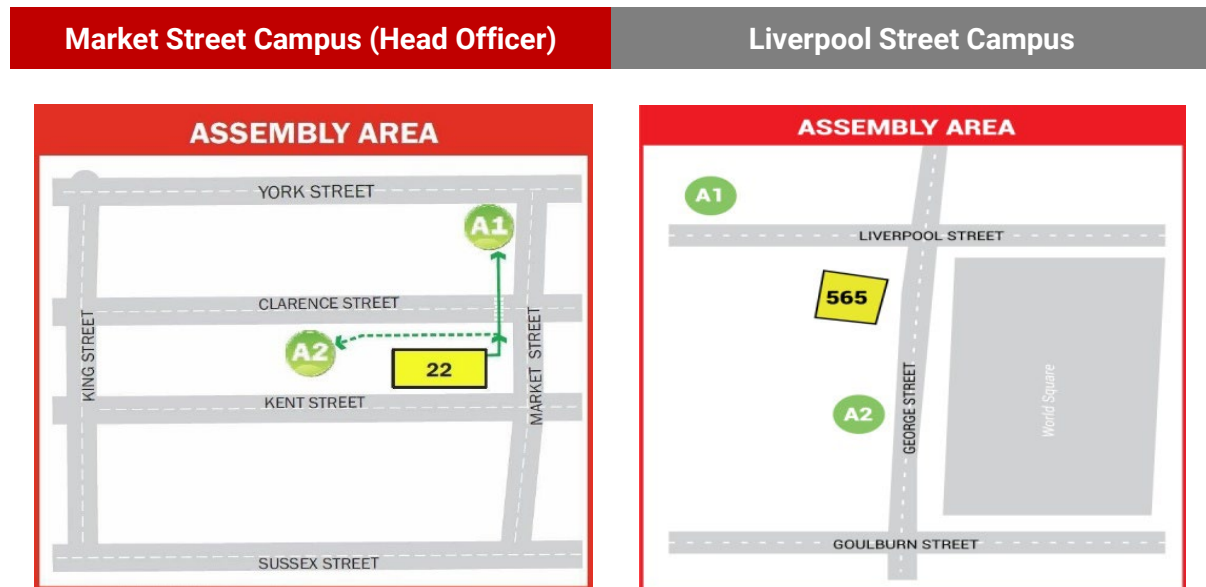 Market Street Campus (Head Officer)
Liverpool Street Campus
ASSEMBLY AREA
YORK STREET
A1
CLARENCE STREET
KING STREET
A2
MARKET STREET
22
KENT STREET
SUSSEX STREET
ASSEMBLY AREA
A1
LIVERPOOL STREET
565
World Square
A2
GEORGE STREET
GOULBURN STREET